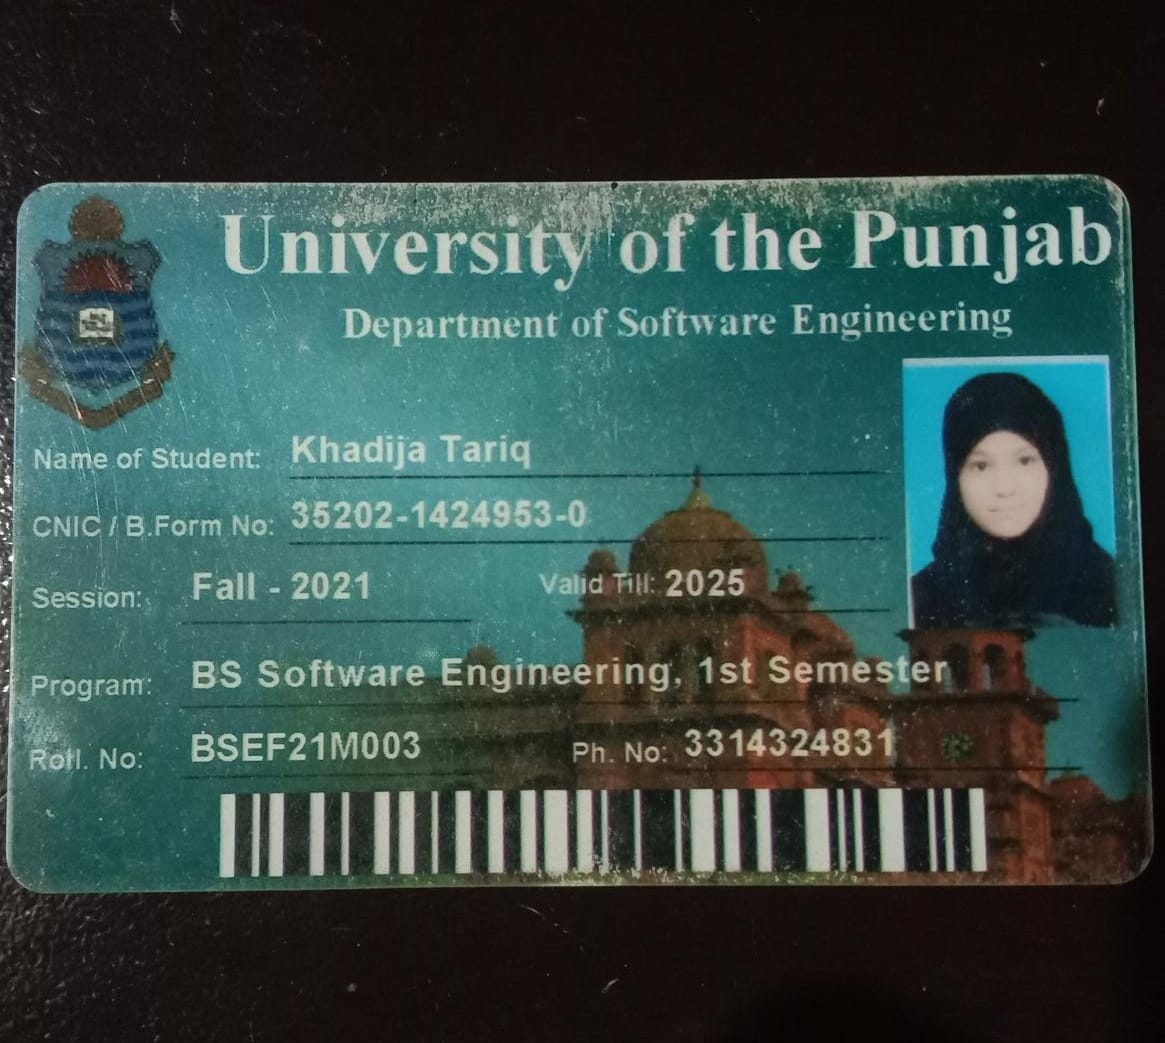 University of the Punjab
Department of Software Engineering
Name of Student: Khadija Tariq
CNIC / B.Form No: 35202-1424953-0
Session: Fall - 2021 Valid Till: 2025
Program: BS Software Engineering, 1st Semester
Roll. No: BSEF21M003 Ph. No: 3314324831